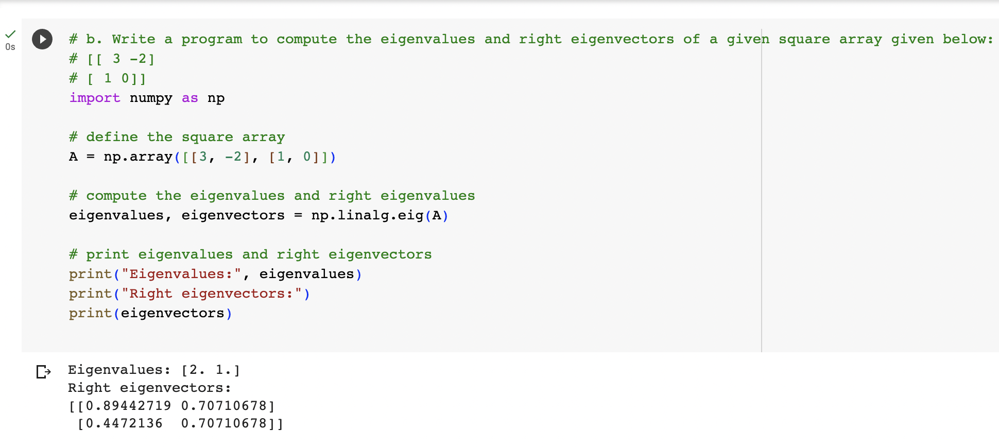 0s
# b. Write a program to compute the eigenvalues and right eigenvectors of a given square array given below:
# [[ 3 -2]
# [ 1 0]]
import numpy as np
# define the square array
A = np.array([[3, -2], [1, 0]])
# compute the eigenvalues and right eigenvalues
eigenvalues, eigenvectors = np.linalg.eig(A)
# print eigenvalues and right eigenvectors
print("Eigenvalues:", eigenvalues)
print("Right eigenvectors:")
print(eigenvectors)
Eigenvalues: [2. 1.]
Right eigenvectors:
[[0.89442719 0.70710678]
 [0.4472136  0.70710678]]